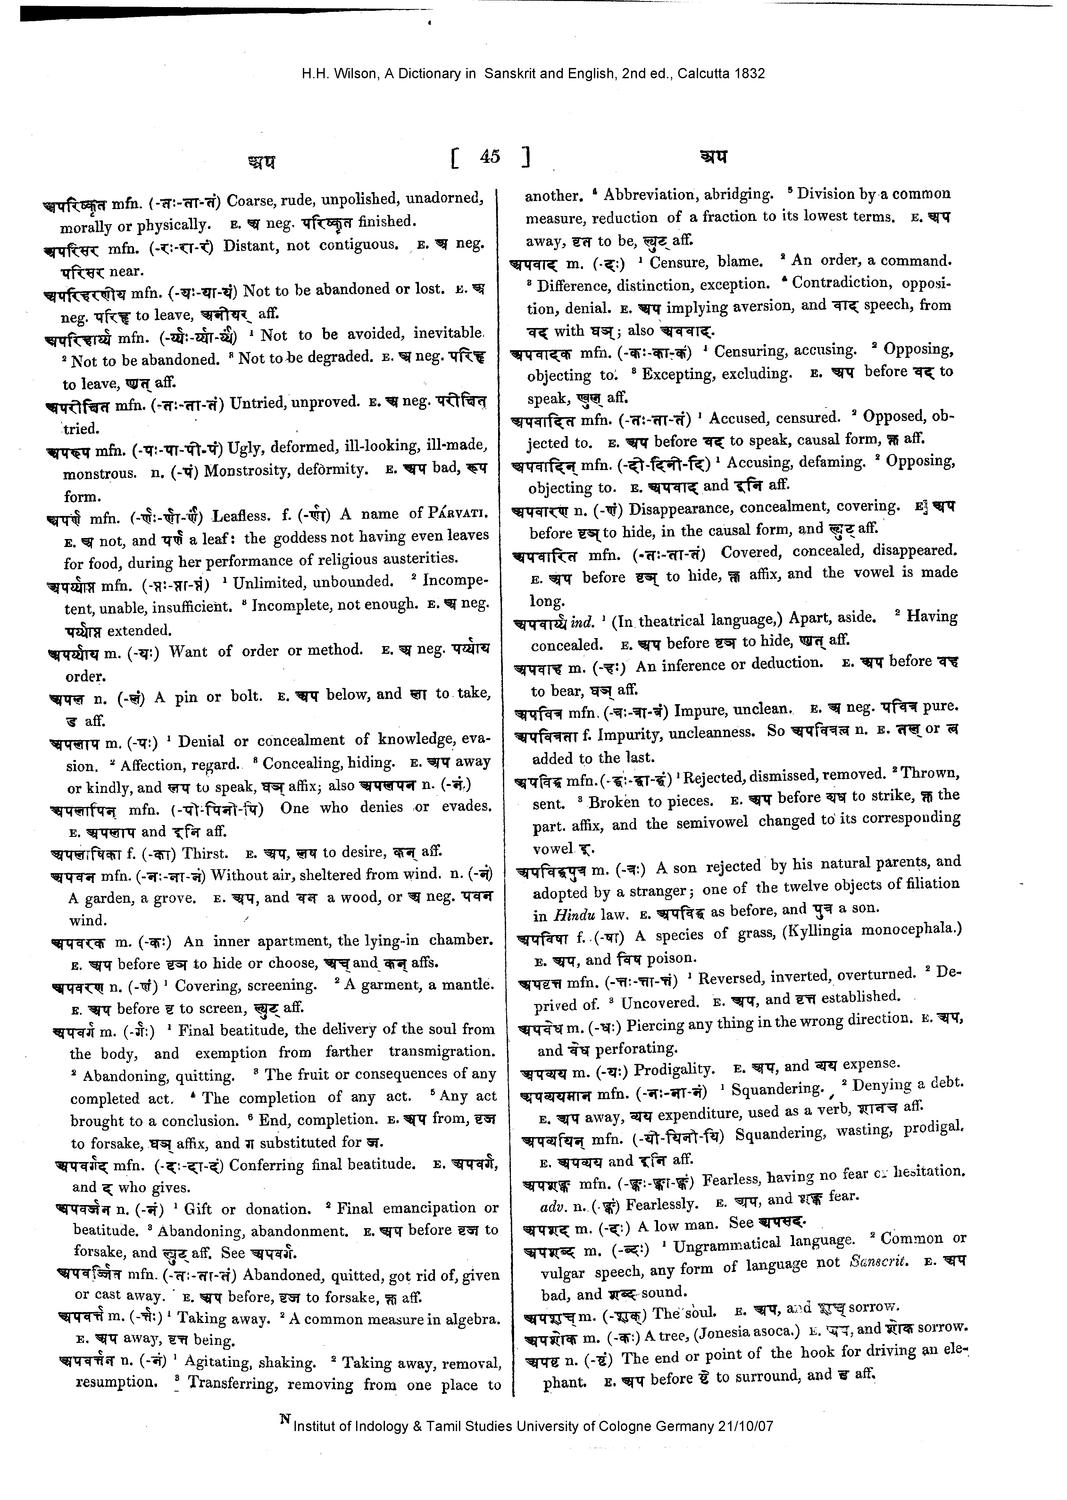 H.H. Wilson, A Dictionary in Sanskrit and English, 2nd ed., Calcutta 1832
अप [ 45 ] अप
अपरिष्कृत mfn. (-तः-ता-तं) Coarse, rude, unpolished, unadorned,
morally or physically. E. अ neg. परिष्कृत finished.
अपरिसर mfn. (-रः-रा-रं) Distant, not contiguous. E. अ neg.
परिसर near.
अपरिहरणीय mfn. (-यः-या-यं) Not to be abandoned or lost. E. अ
neg. परिहृ to leave, अनीयर् aff.
अपरिहार्य्य mfn. (-र्य्यः-र्य्या-र्य्यं) ¹ Not to be avoided, inevitable.
² Not to be abandoned. ³ Not to be degraded. E. अ neg. परिहृ
to leave, ण्यत् aff.
अपरीक्षित mfn. (-तः-ता-तं) Untried, unproved. E. अ neg. परीक्षित
tried.
अपरूप mfn. (-पः-पा-पी-पं) Ugly, deformed, ill-looking, ill-made,
monstrous. n. (-पं) Monstrosity, deformity. E. अप bad, रूप
form.
अपर्ण mfn. (-र्णः-र्णा-र्णं) Leafless. f. (-र्णा) A name of PÁRVATI.
E. अ not, and पर्ण a leaf: the goddess not having even leaves
for food, during her performance of religious austerities.
अपर्य्याप्त mfn. (-प्तः-प्ता-प्तं) ¹ Unlimited, unbounded. ² Incompe-
tent, unable, insufficient. ³ Incomplete, not enough. E. अ neg.
पर्य्याप्त extended.
अपर्य्याय m. (-यः) Want of order or method. E. अ neg. पर्य्याय
order.
अपल n. (-लं) A pin or bolt. E. अप below, and ला to take,
ड aff.
अपलाप m. (-पः) ¹ Denial or concealment of knowledge, eva-
sion. ² Affection, regard. ³ Concealing, hiding. E. अप away
or kindly, and लप to speak, घञ् affix; also अपलपन n. (-नं.)
अपलापिन् mfn. (-पी-पिनी-पि) One who denies or evades.
E. अपलाप and इनि aff.
अपलाषिका f. (-का) Thirst. E. अप, लष to desire, कन् aff.
अपवन mfn. (-नः-ना-नं) Without air, sheltered from wind. n. (-नं)
A garden, a grove. E. अप, and वन a wood, or अ neg. पवन
wind.
अपवरक m. (-कः) An inner apartment, the lying-in chamber.
E. अप before वृञ to hide or choose, अच् and कन् affs.
अपवरण n. (-णं) ¹ Covering, screening. ² A garment, a mantle.
E. अप before वृ to screen, ल्युट् aff.
अपवर्ग m. (-र्गः) ¹ Final beatitude, the delivery of the soul from
the body, and exemption from farther transmigration.
² Abandoning, quitting. ³ The fruit or consequences of any
completed act. ⁴ The completion of any act. ⁵ Any act
brought to a conclusion. ⁶ End, completion. E. अप from, वृज
to forsake, घञ् affix, and ग substituted for ज.
अपवर्गद mfn. (-दः-दा-दं) Conferring final beatitude. E. अपवर्ग,
and द who gives.
अपवर्जन n. (-नं) ¹ Gift or donation. ² Final emancipation or
beatitude. ³ Abandoning, abandonment. E. अप before वृज to
forsake, and ल्युट् aff. See अपवर्ग.
अपवर्ज्जित mfn. (-तः-ता-तं) Abandoned, quitted, got rid of, given
or cast away. E. अप before, वृज to forsake, क्त aff.
अपवर्त्त m. (-र्त्तः) ¹ Taking away. ² A common measure in algebra.
E. अप away, वृत्त being.
अपवर्त्तन n. (-नं) ¹ Agitating, shaking. ² Taking away, removal,
resumption. ³ Transferring, removing from one place to
another. ⁴ Abbreviation, abridging. ⁵ Division by a common
measure, reduction of a fraction to its lowest terms. E. अप
away, वृत to be, ल्युट् aff.
अपवाद m. (-दः) ¹ Censure, blame. ² An order, a command.
³ Difference, distinction, exception. ⁴ Contradiction, opposi-
tion, denial. E. अप implying aversion, and वाद speech, from
वद with घञ्; also अववाद.
अपवादक mfn. (-कः-का-कं) ¹ Censuring, accusing. ² Opposing,
objecting to. ³ Excepting, excluding. E. अप before वद to
speak, ण्वुल् aff.
अपवादित mfn. (-तः-ता-तं) ¹ Accused, censured. ² Opposed, ob-
jected to. E. अप before वद to speak, causal form, क्त aff.
अपवादिन् mfn. (-दी-दिनी-दि) ¹ Accusing, defaming. ² Opposing,
objecting to. E. अपवाद and इनि aff.
अपवारण n. (-णं) Disappearance, concealment, covering. E. अप
before वृञ् to hide, in the causal form, and ल्युट् aff.
अपवारित mfn. (-तः-ता-तं) Covered, concealed, disappeared.
E. अप before वृञ् to hide, क्त affix, and the vowel is made
long.
अपवार्य्य ind. ¹ (In theatrical language,) Apart, aside. ² Having
concealed. E. अप before वृञ to hide, ण्यत् aff.
अपवाह m. (-हः) An inference or deduction. E. अप before वह
to bear, घञ् aff.
अपवित्र mfn. (-त्रः-त्रा-त्रं) Impure, unclean. E. अ neg. पवित्र pure.
अपवित्रता f. Impurity, uncleanness. So अपवित्रत्व n. E. तल् or त्व
added to the last.
अपविद्ध mfn. (-द्धः-द्धा-द्धं) ¹ Rejected, dismissed, removed. ² Thrown,
sent. ³ Broken to pieces. E. अप before व्यध to strike, क्त the
part. affix, and the semivowel changed to its corresponding
vowel इ.
अपविद्धपुत्र m. (-त्रः) A son rejected by his natural parents, and
adopted by a stranger; one of the twelve objects of filiation
in Hindu law. E. अपविद्ध as before, and पुत्र a son.
अपविषा f. (-षा) A species of grass, (Kyllingia monocephala.)
E. अप, and विष poison.
अपवृत्त mfn. (-त्तः-त्ता-त्तं) ¹ Reversed, inverted, overturned. ² De-
prived of. ³ Uncovered. E. अप, and वृत्त established.
अपवेध m. (-धः) Piercing any thing in the wrong direction. E. अप,
and वेध perforating.
अपव्यय m. (-यः) Prodigality. E. अप, and व्यय expense.
अपव्ययमान mfn. (-नः-ना-नं) ¹ Squandering. ² Denying a debt.
E. अप away, व्यय expenditure, used as a verb, शानच aff.
अपव्ययिन् mfn. (-यी-यिनी-यि) Squandering, wasting, prodigal.
E. अपव्यय and इनि aff.
अपशङ्क mfn. (-ङ्कः-ङ्का-ङ्कं) Fearless, having no fear or hesitation.
adv. n. (-ङ्कं) Fearlessly. E. अप, and शङ्क fear.
अपशद m. (-दः) A low man. See अपसद.
अपशब्द m. (-ब्दः) ¹ Ungrammatical language. ² Common or
vulgar speech, any form of language not Sanscrit. E. अप
bad, and शब्द sound.
अपशुच् m. (-शुक्) The soul. E. अप, and शुच् sorrow.
अपशोक m. (-कः) A tree, (Jonesia asoca.) E. अप, and शोक sorrow.
अपष्ठ n. (-ष्ठं) The end or point of the hook for driving an ele-
phant. E. अप before to surround, and aff.
Institut of Indology & Tamil Studies University of Cologne Germany 21/10/07